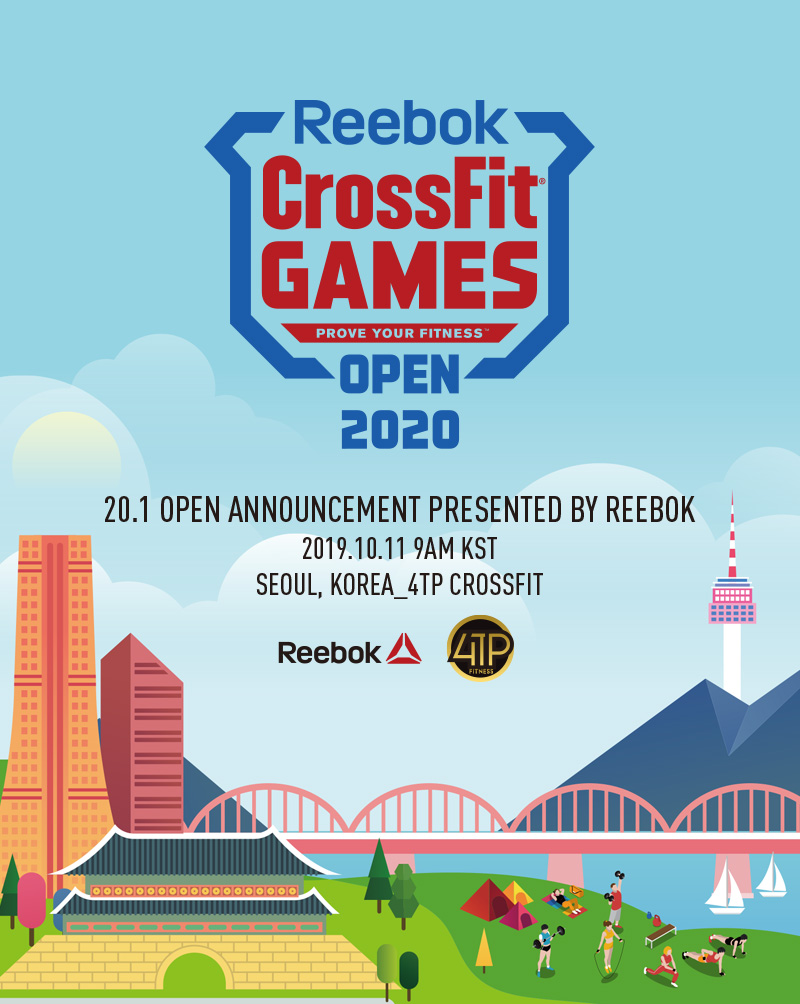 Reebok
CrossFit®
GAMES
PROVE YOUR FITNESS™
OPEN
2020
20.1 OPEN ANNOUNCEMENT PRESENTED BY REEBOK
2019.10.11 9AM KST
SEOUL, KOREA_4TP CROSSFIT
Reebok
4TP
FITNESS